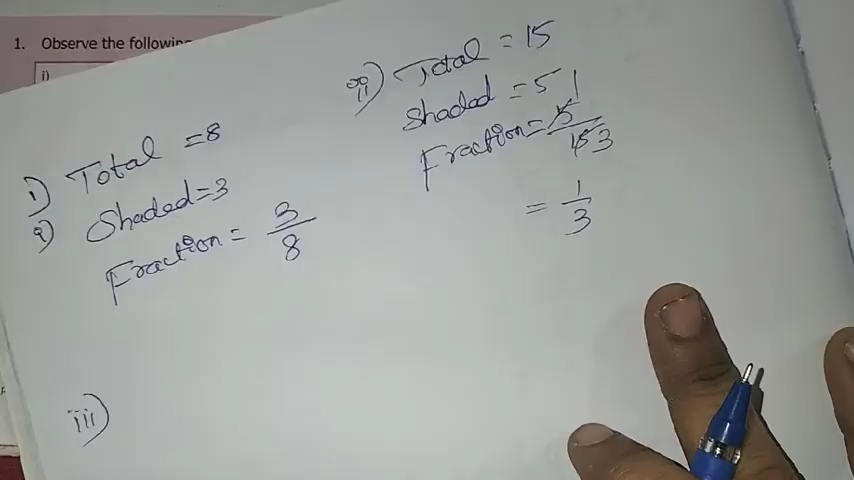 1. Observe the following
i)
i) Total = 8
i) Shaded = 3
Fraction = 3/8
ii) Total = 15
Shaded = 5 1
Fraction = 5/15 3
= 1/3
iii)